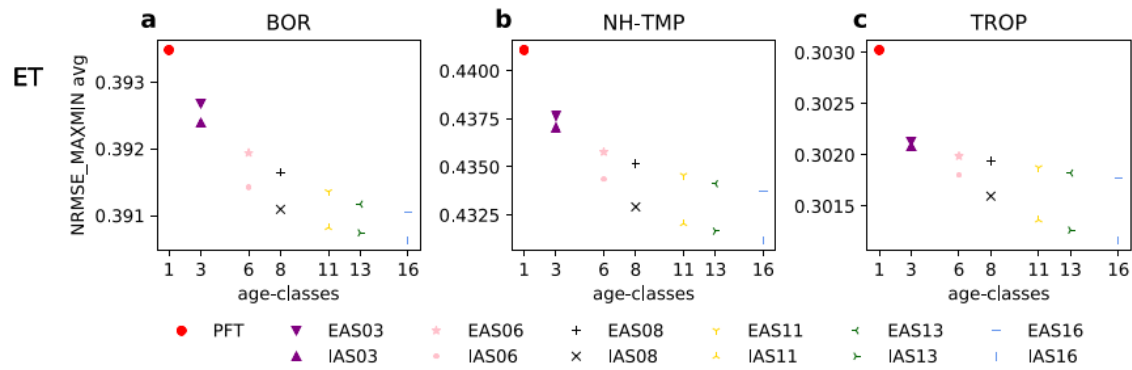 a BOR b NH-TMP c TROP
ET
NRMSE_MAXMIN avg
0.393
0.392
0.391
0.4400
0.4375
0.4350
0.4325
0.3030
0.3025
0.3020
0.3015
1 3 6 8 11 13 16
1 3 6 8 11 13 16
1 3 6 8 11 13 16
age-classes age-classes age-classes
PFT EAS03 EAS06 EAS08 EAS11 EAS13 EAS16
IAS03 IAS06 IAS08 IAS11 IAS13 IAS16